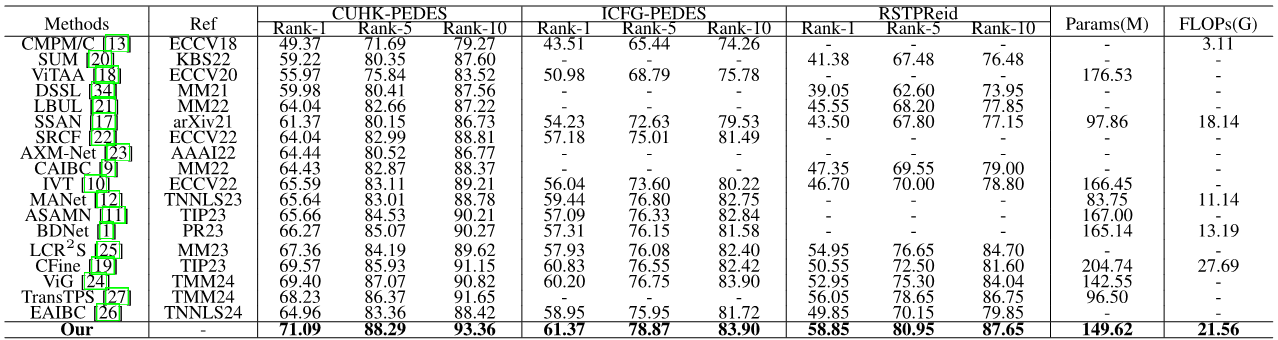 Methods Ref CUHK-PEDES ICFG-PEDES RSTPReid Params(M) FLOPs(G)
Rank-1 Rank-5 Rank-10 Rank-1 Rank-5 Rank-10 Rank-1 Rank-5 Rank-10
CMPM/C [13] ECCV18 49.37 71.69 79.27 43.51 65.44 74.26 - - - - 3.11
SUM [20] KBS22 59.22 80.35 87.60 - - - 41.38 67.48 76.48 - -
ViTAA [18] ECCV20 55.97 75.84 83.52 50.98 68.79 75.78 - - - 176.53 -
DSSL [34] MM21 59.98 80.41 87.56 - - - 39.05 62.60 73.95 - -
LBUL [21] MM22 64.04 82.66 87.22 - - - 45.55 68.20 77.85 - -
SSAN [17] arXiv21 61.37 80.15 86.73 54.23 72.63 79.53 43.50 67.80 77.15 97.86 18.14
SRCF [22] ECCV22 64.04 82.99 88.81 57.18 75.01 81.49 - - - - -
AXM-Net [23] AAAI22 64.44 80.52 86.77 - - - - - - - -
CAIBC [9] MM22 64.43 82.87 88.37 - - - 47.35 69.55 79.00 - -
IVT [10] ECCV22 65.59 83.11 89.21 56.04 73.60 80.22 46.70 70.00 78.80 166.45 -
MANet [12] TNNLS23 65.64 83.01 88.78 59.44 76.80 82.75 - - - 83.75 11.14
ASAMN [11] TIP23 65.66 84.53 90.21 57.09 76.33 82.84 - - - 167.00 -
BDNet [1] PR23 66.27 85.07 90.27 57.31 76.15 81.58 - - - 165.14 13.19
LCR²S [25] MM23 67.36 84.19 89.62 57.93 76.08 82.40 54.95 76.65 84.70 - -
CFine [19] TIP23 69.57 85.93 91.15 60.83 76.55 82.42 50.55 72.50 81.60 204.74 27.69
ViG [24] TMM24 69.40 87.07 90.82 60.20 76.75 83.90 52.95 75.30 84.04 142.55 -
TransTPS [27] TMM24 68.23 86.37 91.65 - - - 56.05 78.65 86.75 96.50 -
EAIBC [26] TNNLS24 64.96 83.36 88.42 58.95 75.95 81.72 49.85 70.15 79.85 - -
Our - 71.09 88.29 93.36 61.37 78.87 83.90 58.85 80.95 87.65 149.62 21.56